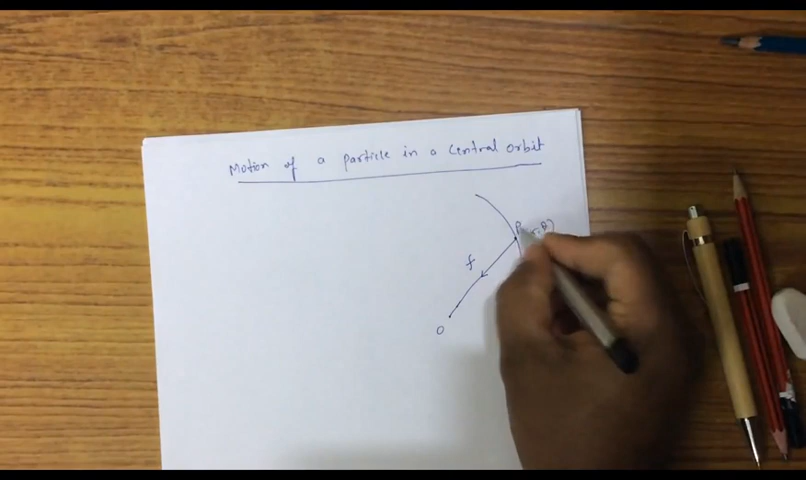 Motion of a particle in a central orbit
P(r,θ)
f
O